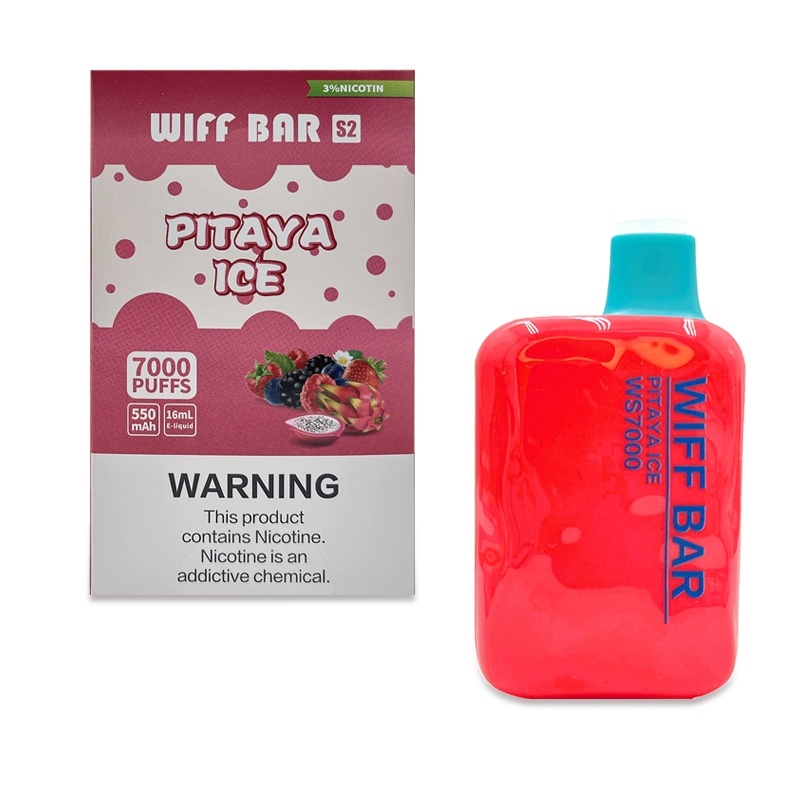 3%NICOTIN
WIFF BAR S2
PITAYA
ICE
7000
PUFFS
550
mAh
16mL
E-liquid
WARNING
This product
contains Nicotine.
Nicotine is an
addictive chemical.
WIFF BAR
PITAYA ICE
WS7000